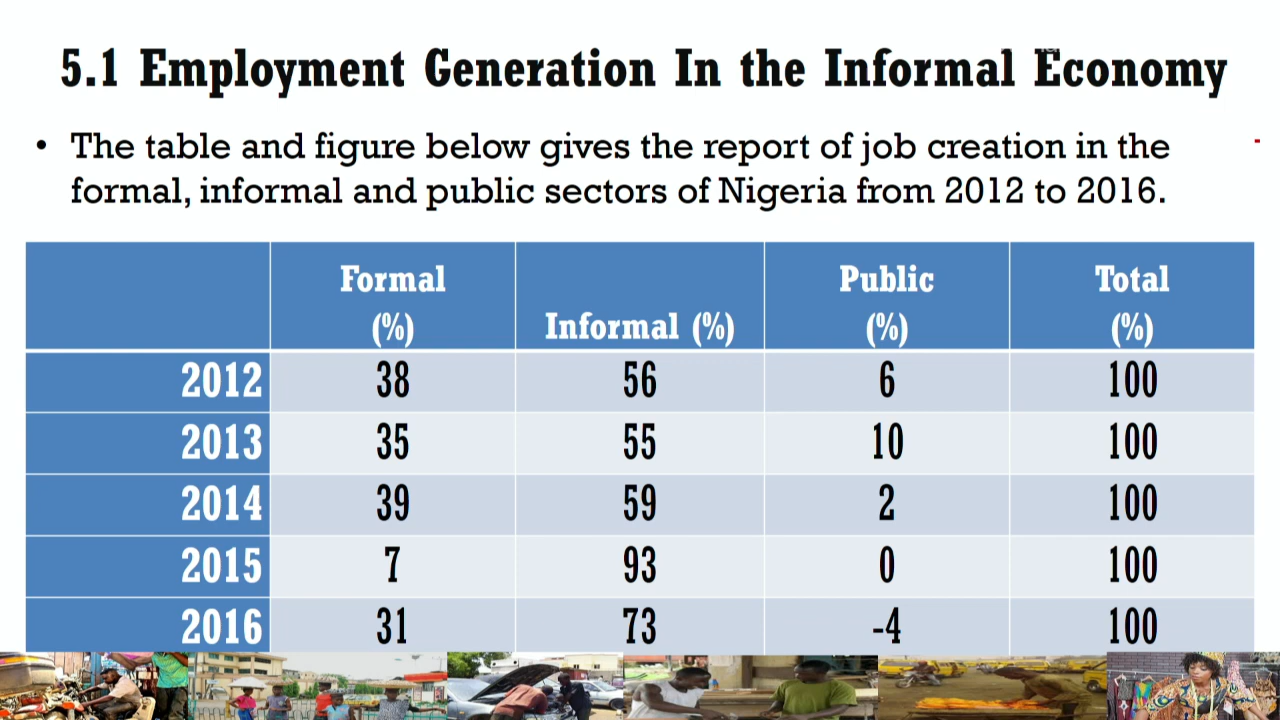 5.1 Employment Generation In the Informal Economy
• The table and figure below gives the report of job creation in the
formal, informal and public sectors of Nigeria from 2012 to 2016.
Formal (%) Informal (%) Public (%) Total (%)
2012 38 56 6 100
2013 35 55 10 100
2014 39 59 2 100
2015 7 93 0 100
2016 31 73 -4 100